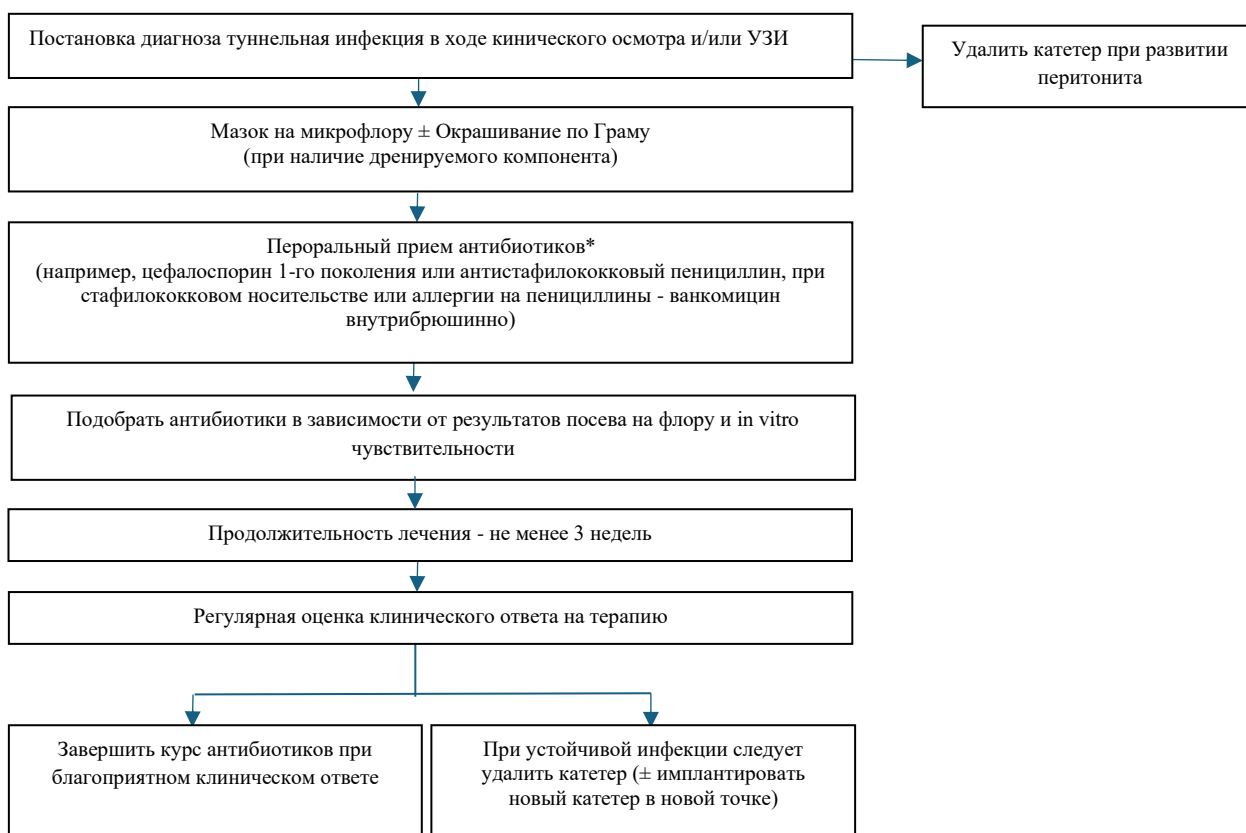 Постановка диагноза туннельная инфекция в ходе кинического осмотра и/или УЗИ
Удалить катетер при развитии
перитонита
Мазок на микрофлору ± Окрашивание по Граму
(при наличие дренируемого компонента)
Пероральный прием антибиотиков*
(например, цефалоспорин 1-го поколения или антистафилококковый пенициллин, при
стафилококковом носительстве или аллергии на пенициллины - ванкомицин
внутрибрюшинно)
Подобрать антибиотики в зависимости от результатов посева на флору и in vitro
чувствительности
Продолжительность лечения - не менее 3 недель
Регулярная оценка клинического ответа на терапию
Завершить курс антибиотиков при
благоприятном клиническом ответе
При устойчивой инфекции следует
удалить катетер (± имплантировать
новый катетер в новой точке)